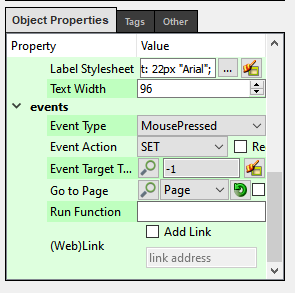 Object Properties Tags Other
Property Value
Label Stylesheet t: 22px "Arial"; ...
Text Width 96
events
Event Type MousePressed
Event Action SET Re
Event Target T... -1
Go to Page Page
Run Function
Add Link
(Web)Link
link address